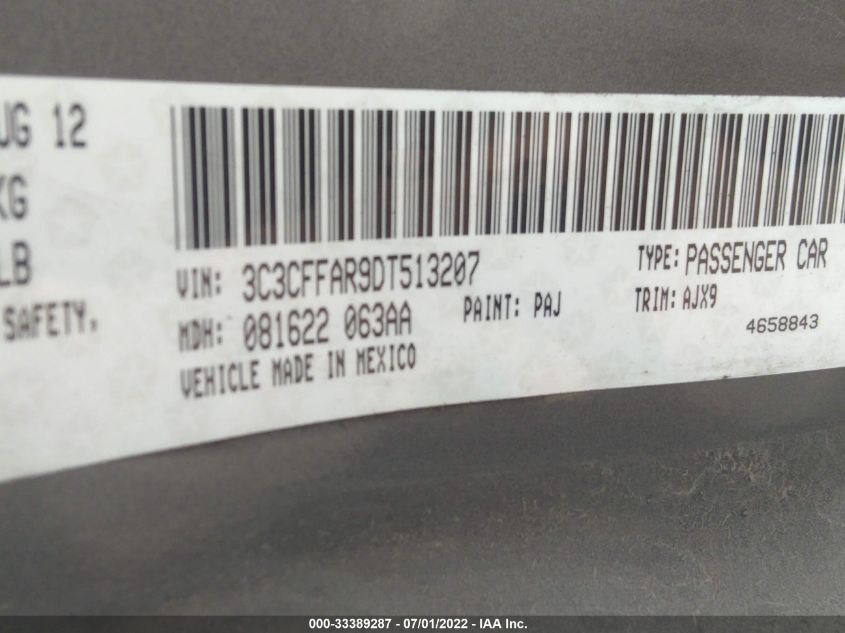 UG 12
KG
LB
SAFETY.
VIN: 3C3CFFAR9DT513207
TYPE: PASSENGER CAR
MDH: 081622 063AA
PAINT: PAJ
TRIM: AJX9
VEHICLE MADE IN MEXICO
4658843
000-33389287 - 07/01/2022 - IAA Inc.